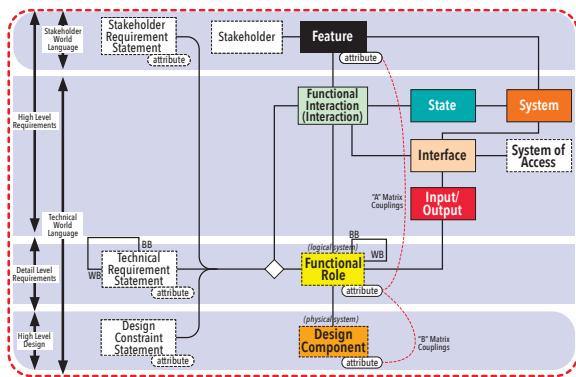 Stakeholder
World
Language
Stakeholder
Requirement
Statement
attribute
Stakeholder
Feature
attribute
High Level
Requirements
Technical
World
Language
Functional
Interaction
(Interaction)
State
System
Interface
System of
Access
Input/
Output
"A" Matrix
Couplings
Detail Level
Requirements
BB
WB
Technical
Requirement
Statement
attribute
(logical system)
BB
WB
Functional
Role
attribute
High Level
Design
Design
Constraint
Statement
attribute
(physical system)
Design
Component
attribute
"B" Matrix
Couplings